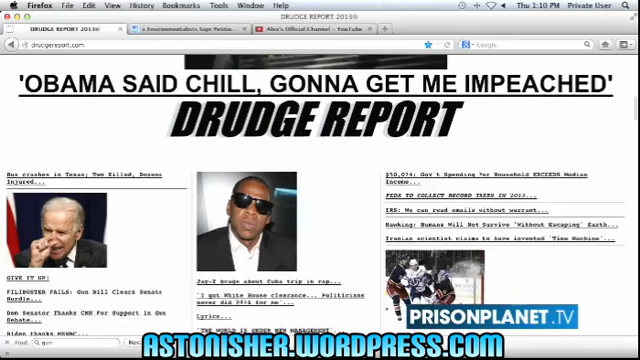 Firefox File Edit View History Bookmarks Tools Window Help Thu 1:10 PM Private User
DRUDGE REPORT 2013®
DRUDGE REPORT 2013®
Environmentalists Sign Petitio...
Alex's Official Channel - YouTube
drudgereport.com
Google
'OBAMA SAID CHILL, GONNA GET ME IMPEACHED'
DRUDGE REPORT
Bus crashes in Texas; Two Killed, Dozens
Injured...
GIVE IT UP!
FILIBUSTER FAILS: Gun Bill Clears Senate
Hurdle...
Dem Senator Thanks CNN For Support in Gun
Debate...
Biden Thanks MSNBC...
Jay-Z brags about Cuba trip in rap...
'I got White House clearance... Politicians
never did
for me'...
Lyrics...
'THE WORLD IS UNDER NEW MANAGEMENT'
$30,076: Gov't Spending Per Household EXCEEDS Median
Income...
FEDS TO COLLECT RECORD TAXES IN 2013...
IRS: We can read emails without warrant...
Hawking: Humans Will Not Survive 'Without Escaping' Earth...
Iranian scientist claims to have invented 'Time Machine'...
PRISONPLANET.TV
Find:
gun
ASTONISHER.WORDPRESS.COM